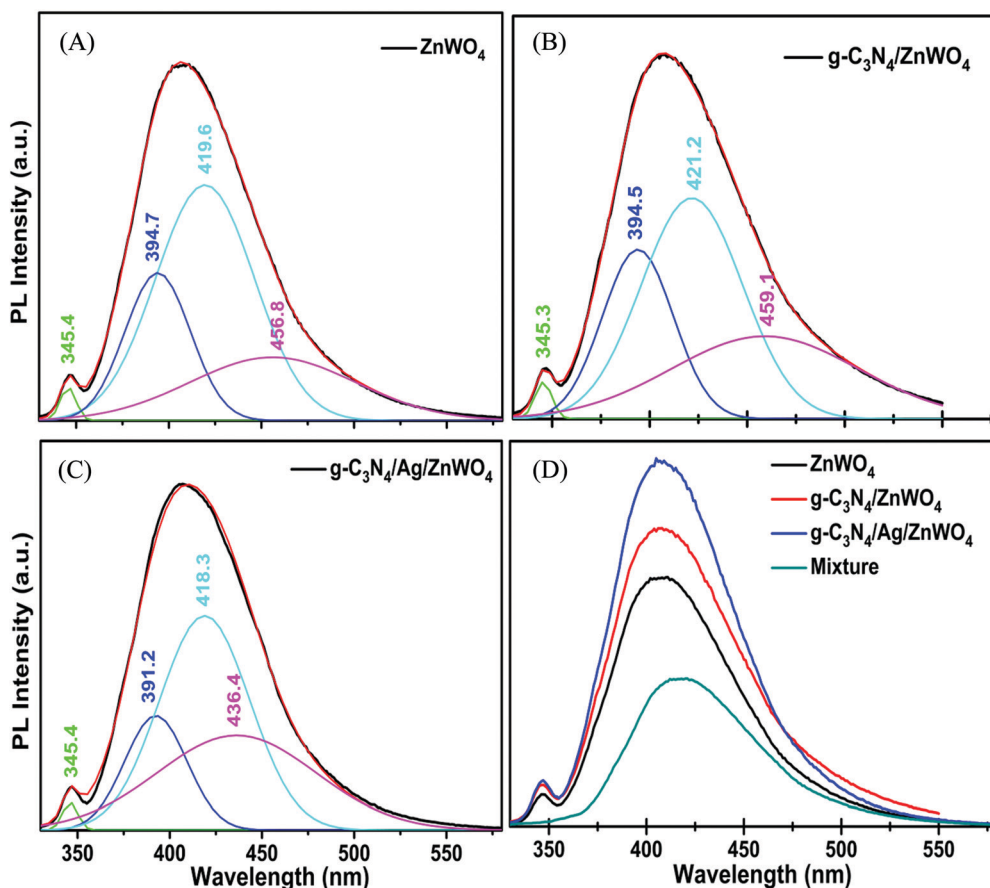 (A)
ZnWO₄
PL Intensity (a.u.)
345.4
394.7
419.6
456.8
(B)
g-C₃N₄/ZnWO₄
345.3
394.5
421.2
459.1
(C)
g-C₃N₄/Ag/ZnWO₄
PL Intensity (a.u.)
345.4
391.2
418.3
436.4
350 400 450 500 550
Wavelength (nm)
(D)
ZnWO₄
g-C₃N₄/ZnWO₄
g-C₃N₄/Ag/ZnWO₄
Mixture
350 400 450 500 550
Wavelength (nm)